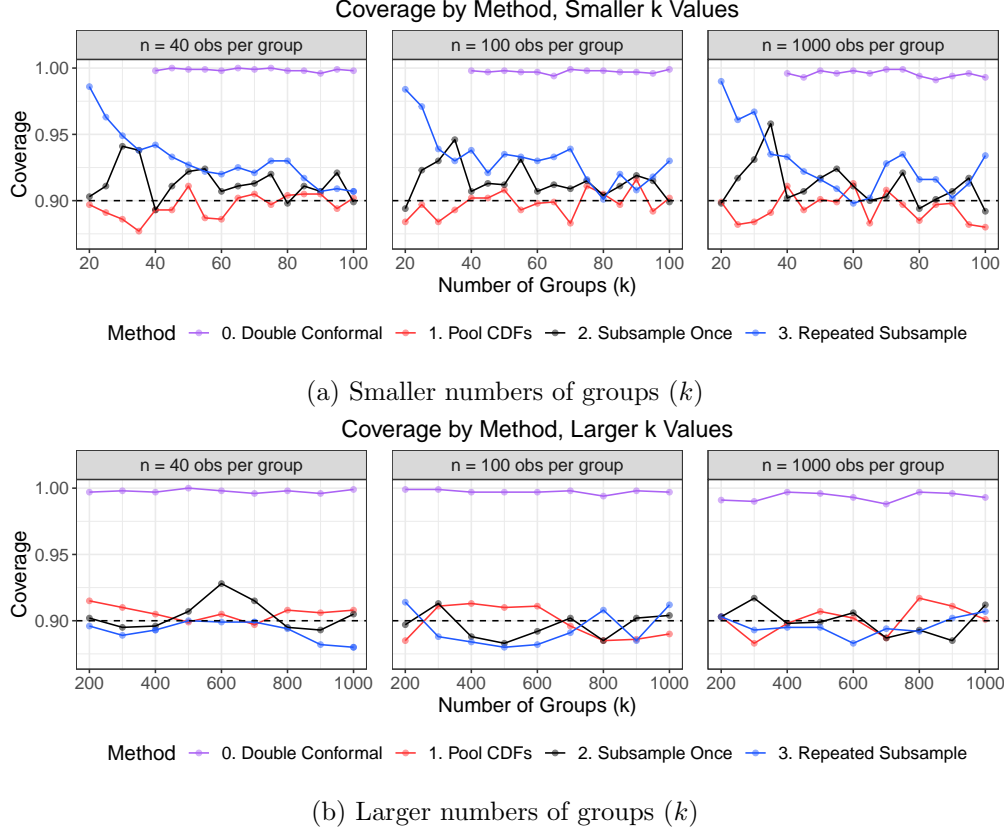 Coverage by Method, Smaller k Values
n = 40 obs per group
n = 100 obs per group
n = 1000 obs per group
Coverage
1.00
0.95
0.90
20 40 60 80 100
20 40 60 80 100
20 40 60 80 100
Number of Groups (k)
Method 0. Double Conformal 1. Pool CDFs 2. Subsample Once 3. Repeated Subsample
(a) Smaller numbers of groups (k)
Coverage by Method, Larger k Values
n = 40 obs per group
n = 100 obs per group
n = 1000 obs per group
Coverage
1.00
0.95
0.90
200 400 600 800 1000
200 400 600 800 1000
200 400 600 800 1000
Number of Groups (k)
Method 0. Double Conformal 1. Pool CDFs 2. Subsample Once 3. Repeated Subsample
(b) Larger numbers of groups (k)